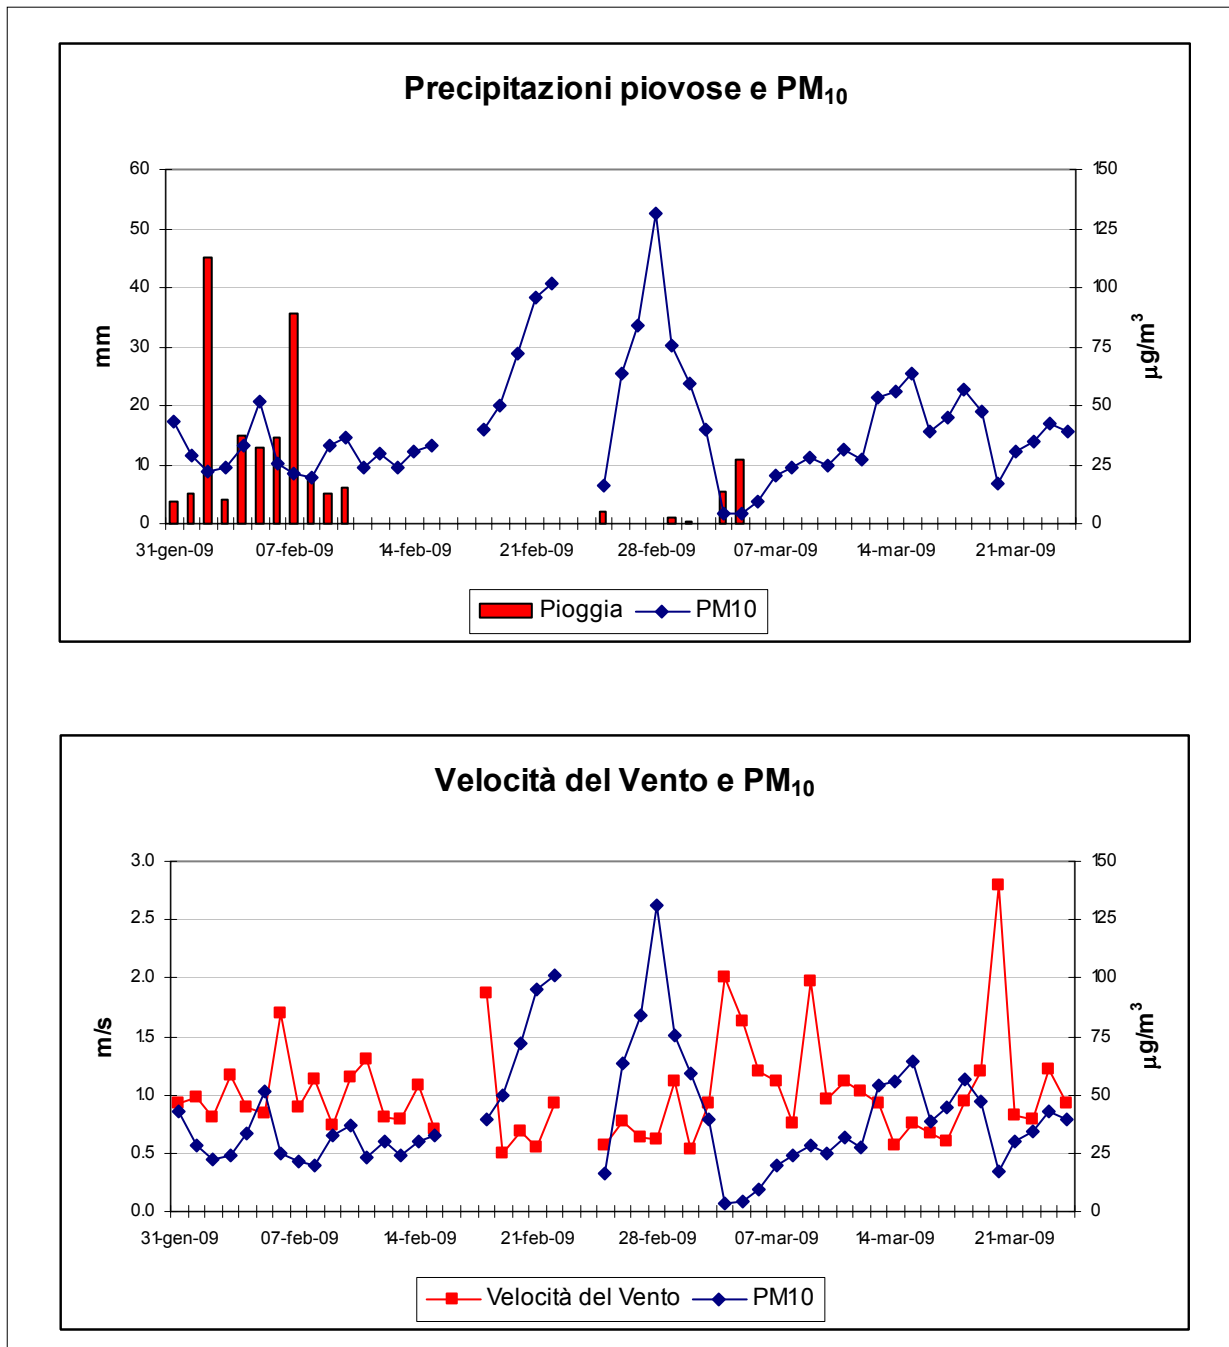 Precipitazioni piovose e PM10
60 150
50 125
40 100
30 75
20 50
10 25
0 0
mm
µg/m³
31-gen-09 07-feb-09 14-feb-09 21-feb-09 28-feb-09 07-mar-09 14-mar-09 21-mar-09
Pioggia PM10
Velocità del Vento e PM10
3.0 150
2.5 125
2.0 100
1.5 75
1.0 50
0.5 25
0.0 0
m/s
µg/m³
31-gen-09 07-feb-09 14-feb-09 21-feb-09 28-feb-09 07-mar-09 14-mar-09 21-mar-09
Velocità del Vento PM10